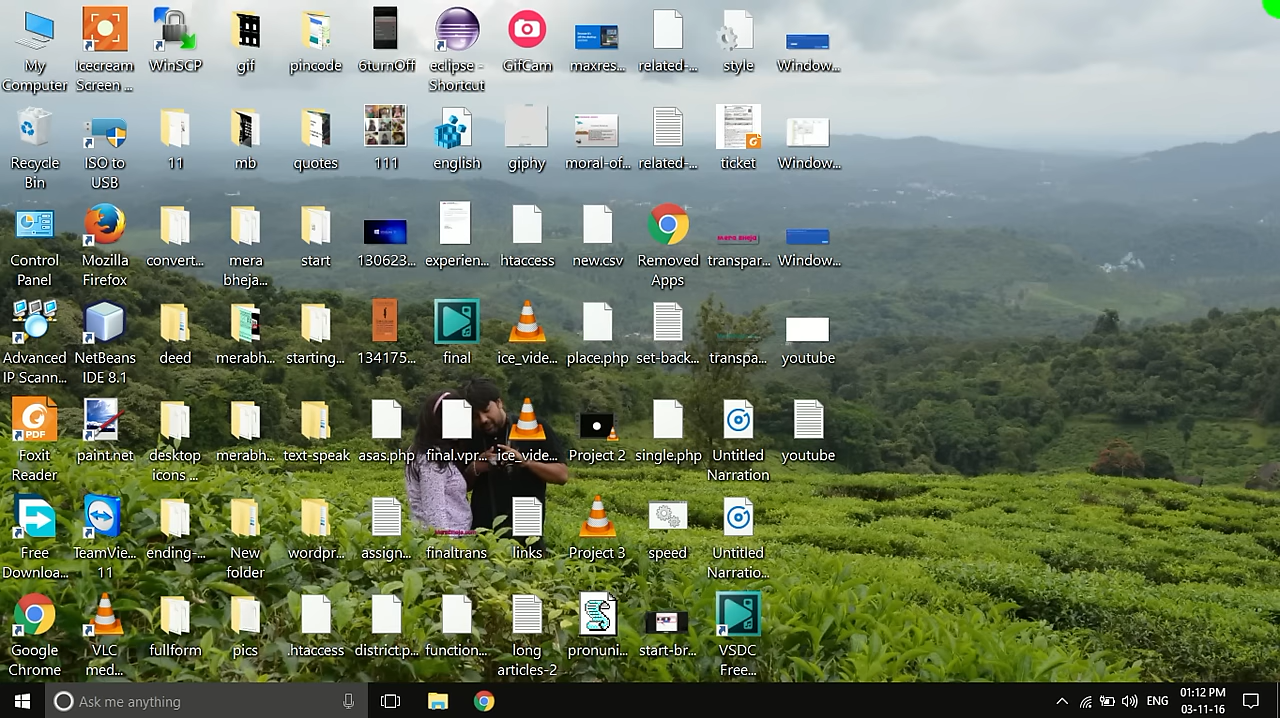 My Computer
Icecream Screen ...
WinSCP
gif
pincode
6turnOff
eclipse - Shortcut
GifCam
maxres...
related-...
style
Window...
Recycle Bin
ISO to USB
11
mb
quotes
111
english
giphy
moral-of...
related-...
ticket
Window...
Control Panel
Mozilla Firefox
convert...
mera bheja...
start
130623...
experien...
htaccess
new.csv
Removed Apps
transpar...
Window...
Advanced IP Scann...
NetBeans IDE 8.1
deed
merabh...
starting...
134175...
final
ice_vide...
place.php
set-back...
transpa...
youtube
Foxit Reader
paint.net
desktop icons ...
merabh...
text-speak
asas.php
final.vpr...
ice_vide...
Project 2
single.php
Untitled Narration
youtube
Free Downloa...
TeamVie... 11
ending-...
New folder
wordpr...
assign...
finaltrans
links
Project 3
speed
Untitled Narratio...
Google Chrome
VLC med...
fullform
pics
.htaccess
district.p...
function...
long articles-2
pronuni...
start-br...
VSDC Free...
Ask me anything
ENG
01:12 PM
03-11-16